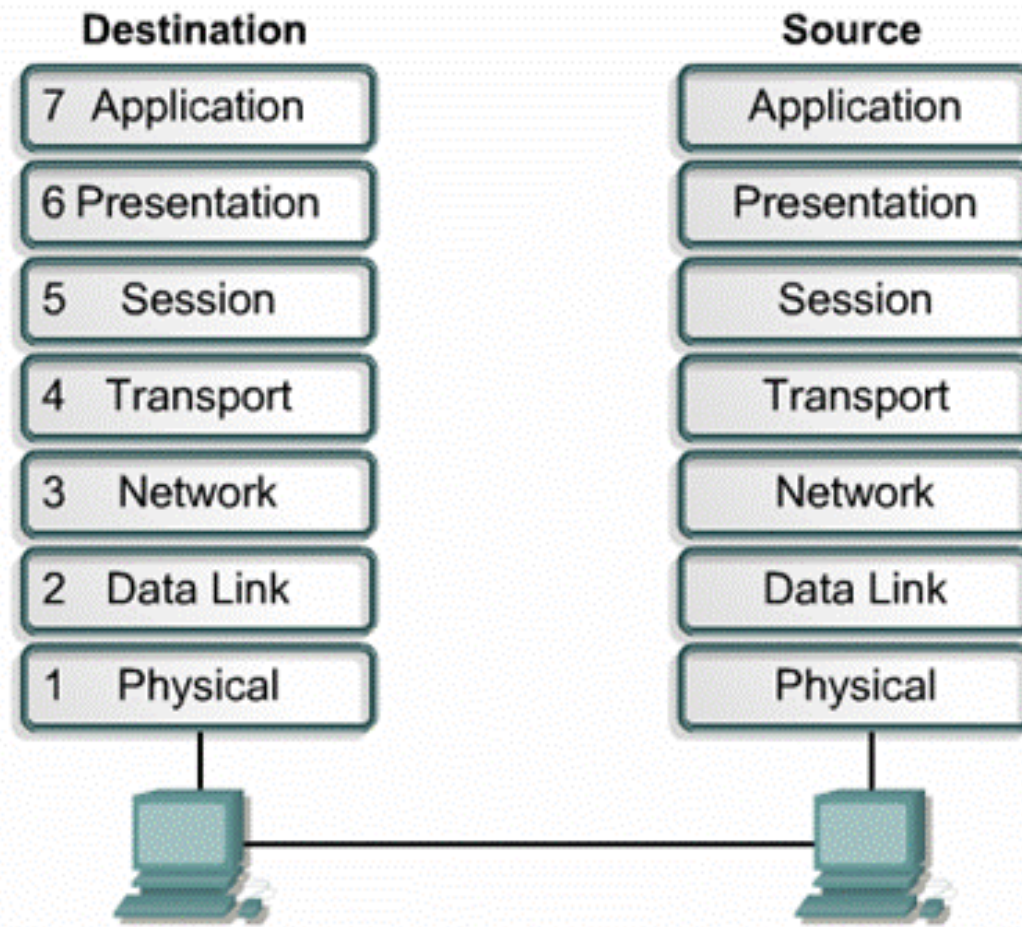 Destination
7 Application
6 Presentation
5 Session
4 Transport
3 Network
2 Data Link
1 Physical
Source
Application
Presentation
Session
Transport
Network
Data Link
Physical